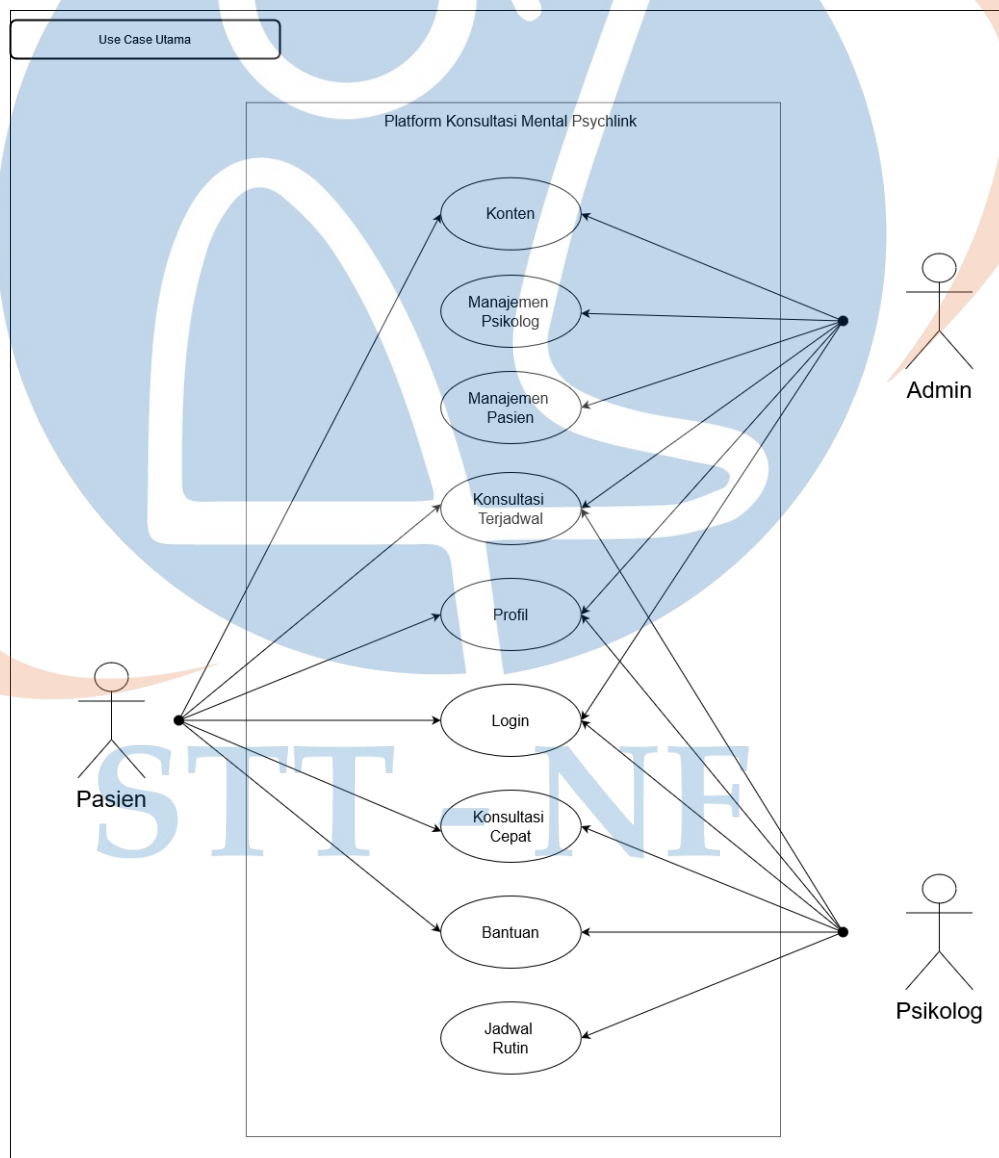 Use Case Utama
Platform Konsultasi Mental Psychlink
Konten
Manajemen
Psikolog
Manajemen
Pasien
Konsultasi
Terjadwal
Profil
Login
Konsultasi
Cepat
Bantuan
Jadwal
Rutin
Admin
Pasien
Psikolog
STT - NF